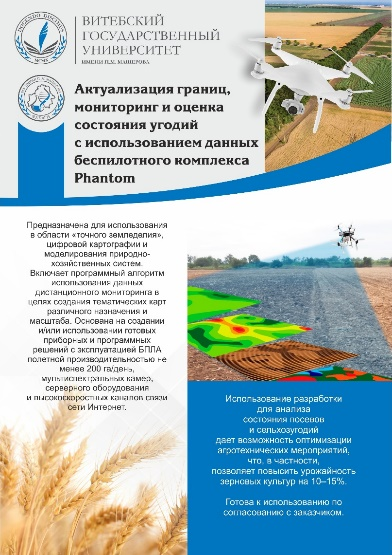 ВИТЕБСКИЙ
ГОСУДАРСТВЕННЫЙ
УНИВЕРСИТЕТ
ИМЕНИ П.М. МАШЕРОВА
Актуализация границ,
мониторинг и оценка
состояния угодий
с использованием данных
беспилотного комплекса
Phantom
Предназначена для использования
в области «точного земледелия»,
цифровой картографии и
моделирования природно-
хозяйственных систем.
Включает программный алгоритм
использования данных
дистанционного мониторинга в
целях создания тематических карт
различного назначения и
масштаба. Основана на создании
и/или использовании готовых
приборных и программных
решений с эксплуатацией БПЛА
полетной производительностью не
менее 200 га/день,
мультиспектральных камер,
серверного оборудования
и высокоскоростных каналов связи
сети Интернет.
Использование разработки
для анализа
состояния посевов
и сельхозугодий
дает возможность оптимизации
агротехнических мероприятий,
что, в частности,
позволяет повысить урожайность
зерновых культур на 10–15%.
Готова к использованию по
согласованию с заказчиком.